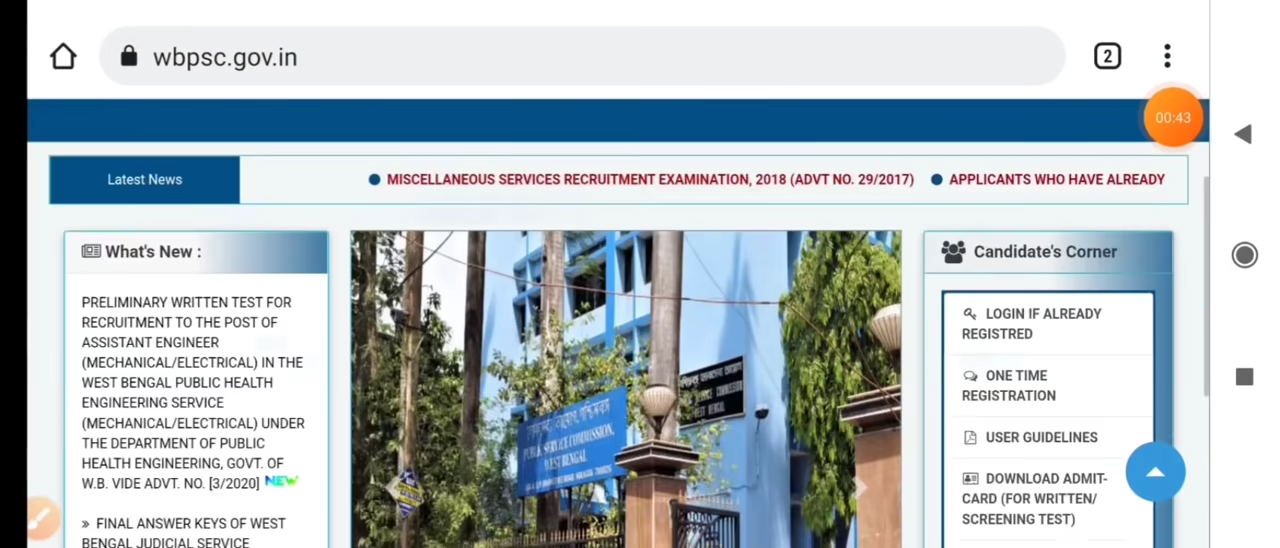 wbpsc.gov.in
2
00:43
Latest News
MISCELLANEOUS SERVICES RECRUITMENT EXAMINATION, 2018 (ADVT NO. 29/2017)
APPLICANTS WHO HAVE ALREADY
What's New :
PRELIMINARY WRITTEN TEST FOR
RECRUITMENT TO THE POST OF
ASSISTANT ENGINEER
(MECHANICAL/ELECTRICAL) IN THE
WEST BENGAL PUBLIC HEALTH
ENGINEERING SERVICE
(MECHANICAL/ELECTRICAL) UNDER
THE DEPARTMENT OF PUBLIC
HEALTH ENGINEERING, GOVT. OF
W.B. VIDE ADVT. NO. [3/2020] NEW
» FINAL ANSWER KEYS OF WEST
BENGAL JUDICIAL SERVICE
PUBLIC SERVICE COMMISSION,
WEST BENGAL
SERVICE COMMISSION
WEST BENGAL
Candidate's Corner
LOGIN IF ALREADY
REGISTRED
ONE TIME
REGISTRATION
USER GUIDELINES
DOWNLOAD ADMIT-
CARD (FOR WRITTEN/
SCREENING TEST)